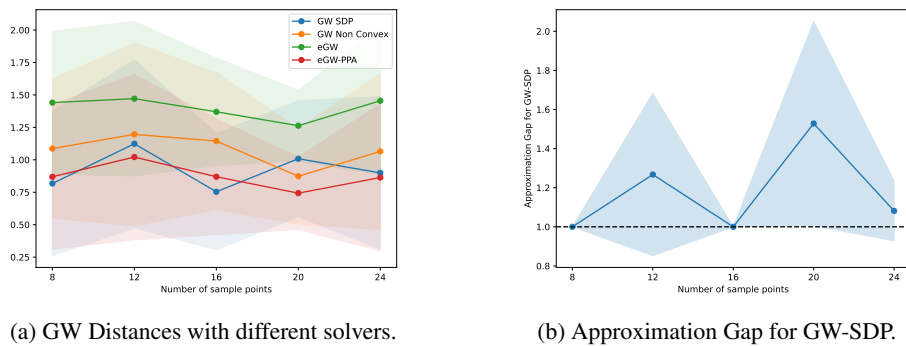 2.00
1.75
1.50
1.25
1.00
0.75
0.50
0.25
8
12
16
20
24
Number of sample points
GW SDP
GW Non Convex
eGW
eGW-PPA
(a) GW Distances with different solvers.
Approximation Gap for GW-SDP
2.0
1.8
1.6
1.4
1.2
1.0
0.8
8
12
16
20
24
Number of sample points
(b) Approximation Gap for GW-SDP.